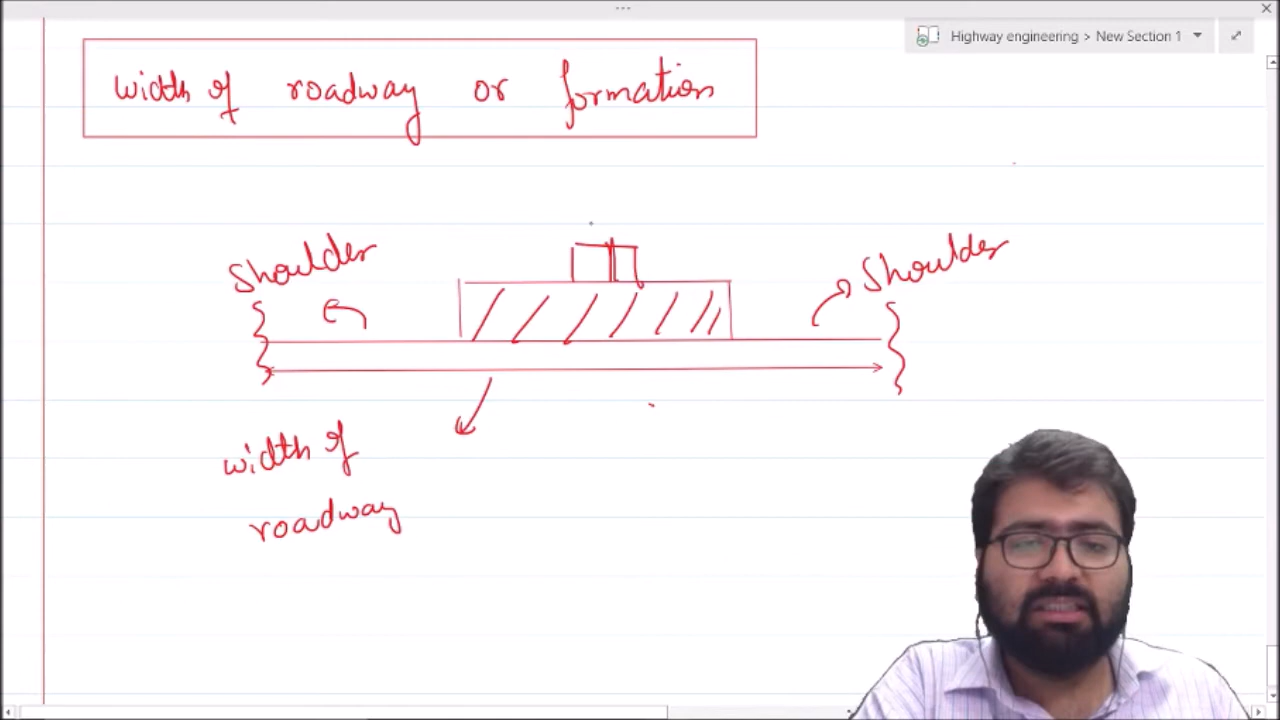 Highway engineering > New Section 1
width of roadway or formation
Shoulder
Shoulder
width of
roadway